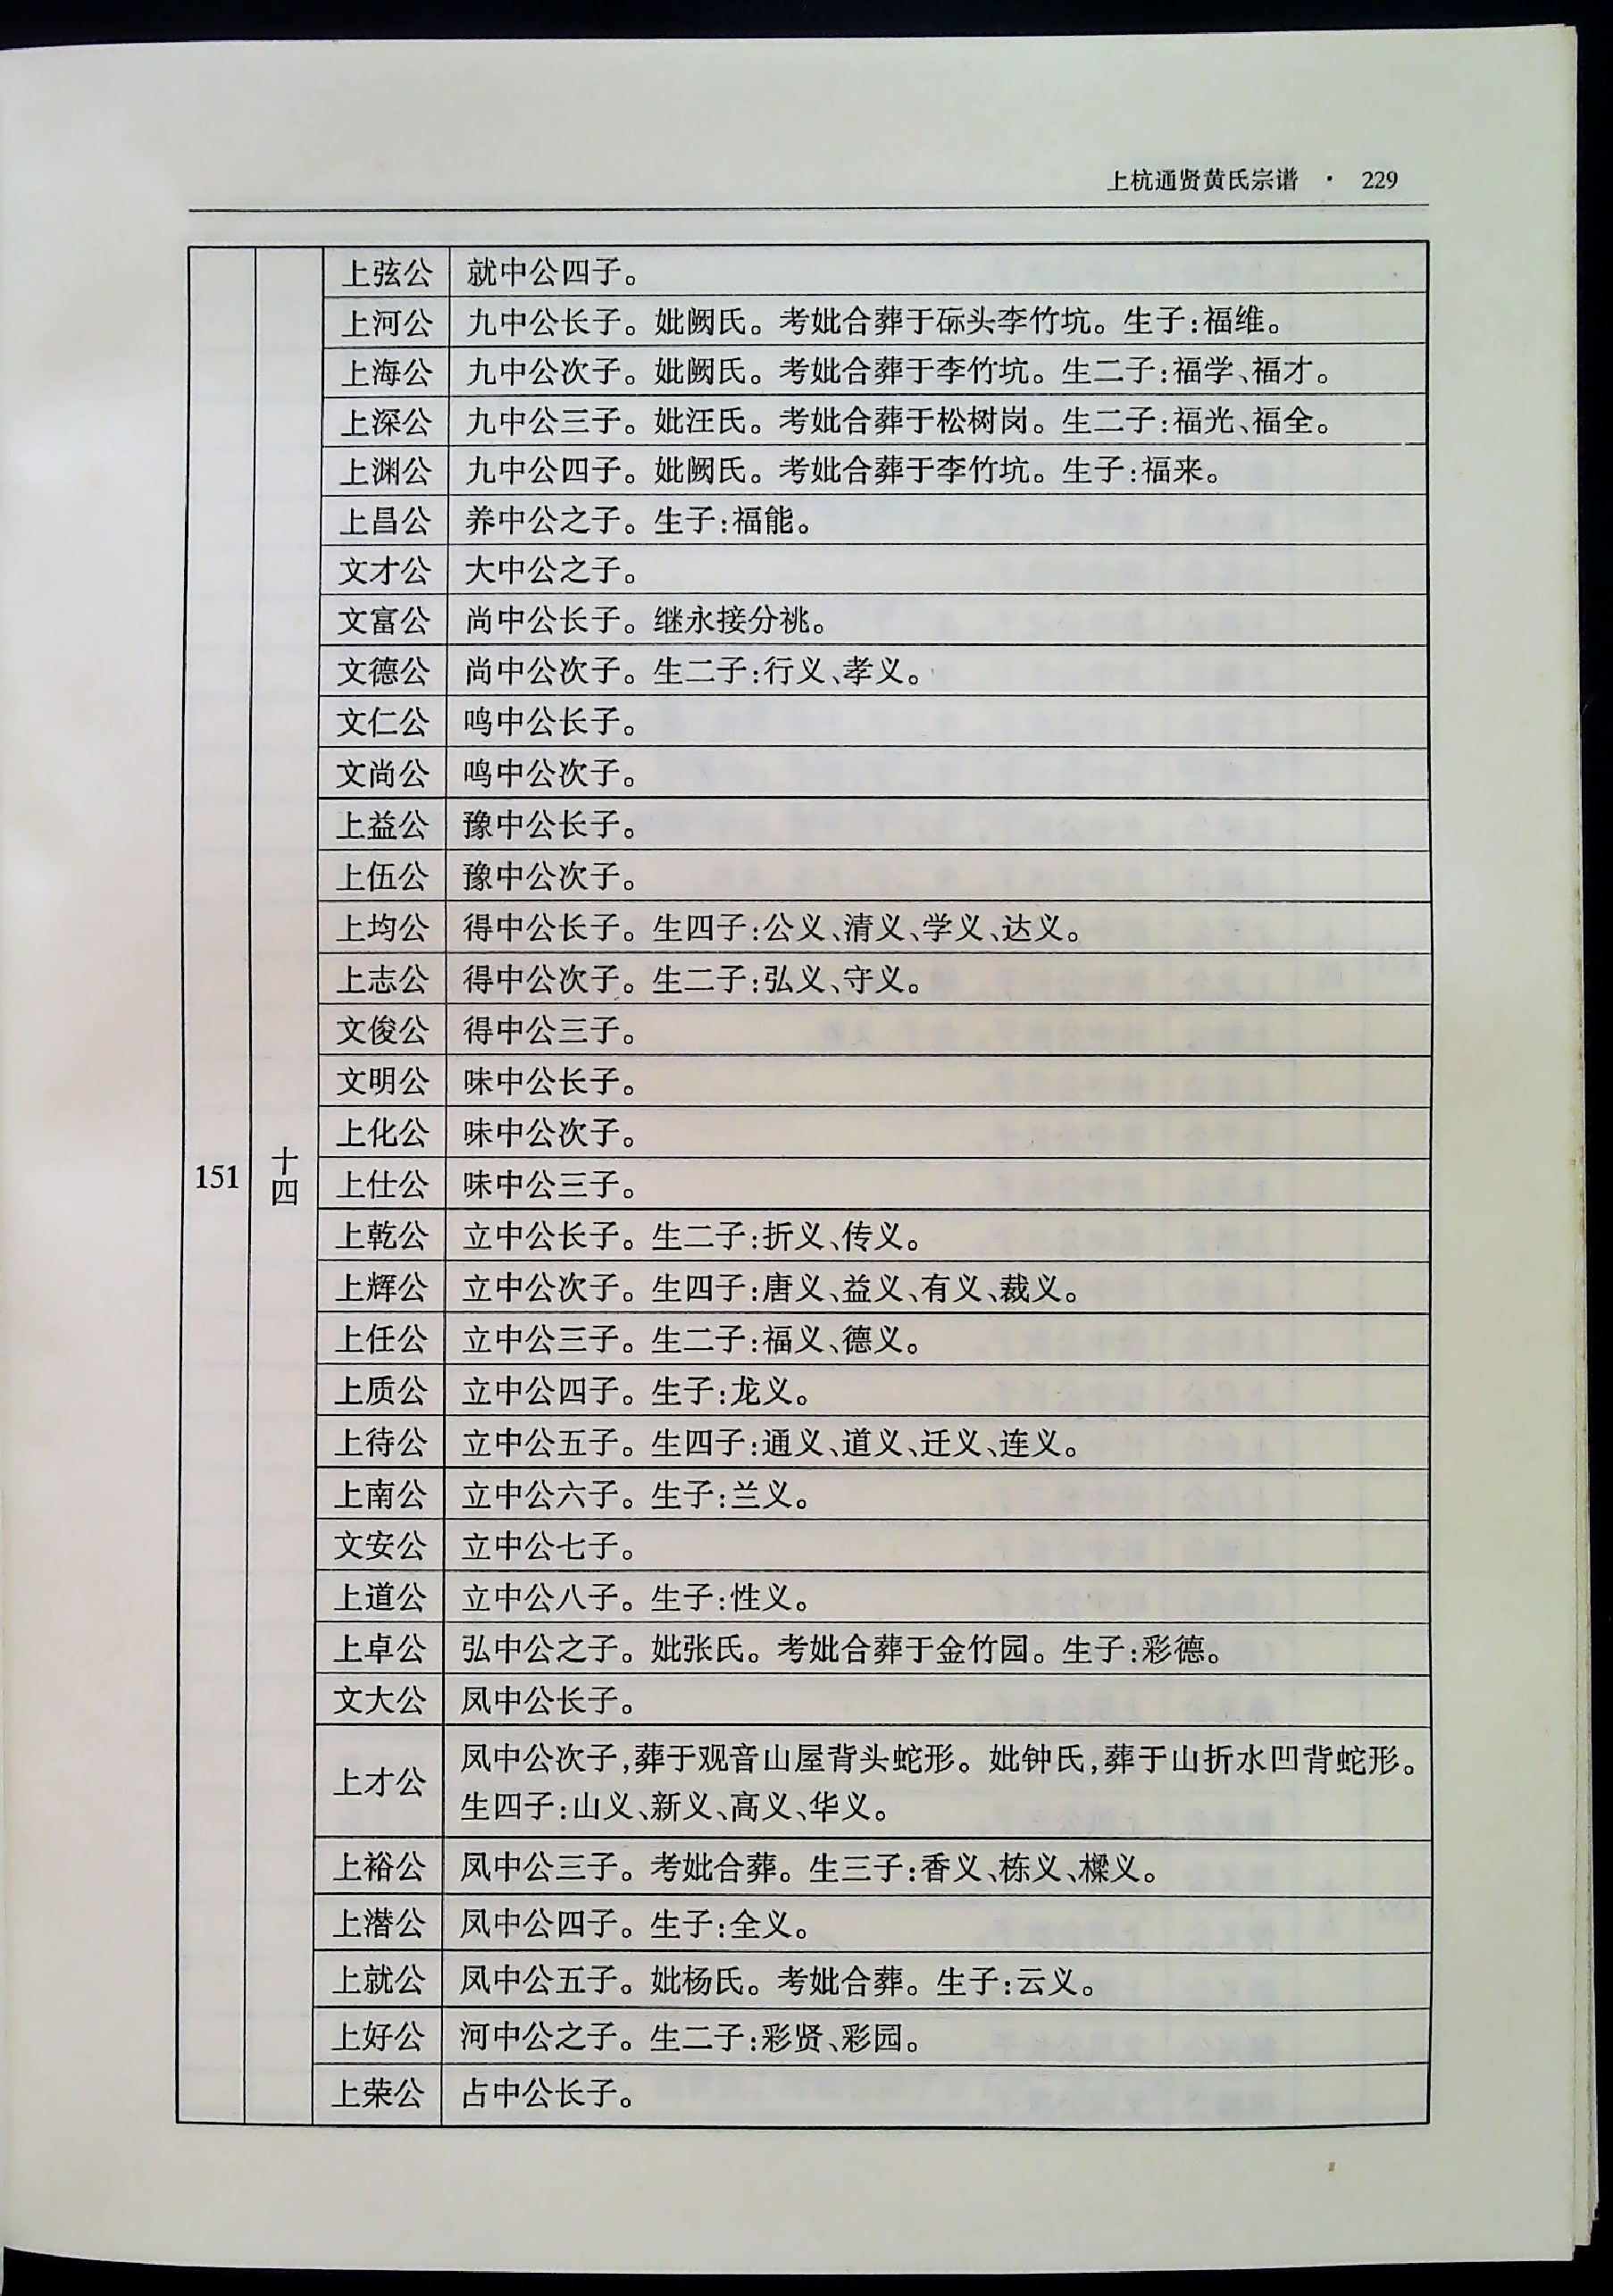 上杭通贤黄氏宗谱 · 229
151
十四
上弦公 就中公四子。
上河公 九中公长子。妣阙氏。考妣合葬于砾头李竹坑。生子:福维。
上海公 九中公次子。妣阙氏。考妣合葬于李竹坑。生二子:福学、福才。
上深公 九中公三子。妣汪氏。考妣合葬于松树岗。生二子:福光、福全。
上渊公 九中公四子。妣阙氏。考妣合葬于李竹坑。生子:福来。
上昌公 养中公之子。生子:福能。
文才公 大中公之子。
文富公 尚中公长子。继永接分祧。
文德公 尚中公次子。生二子:行义、孝义。
文仁公 鸣中公长子。
文尚公 鸣中公次子。
上益公 豫中公长子。
上伍公 豫中公次子。
上均公 得中公长子。生四子:公义、清义、学义、达义。
上志公 得中公次子。生二子:弘义、守义。
文俊公 得中公三子。
文明公 味中公长子。
上化公 味中公次子。
上仕公 味中公三子。
上乾公 立中公长子。生二子:折义、传义。
上辉公 立中公次子。生四子:唐义、益义、有义、裁义。
上任公 立中公三子。生二子:福义、德义。
上质公 立中公四子。生子:龙义。
上待公 立中公五子。生四子:通义、道义、迁义、连义。
上南公 立中公六子。生子:兰义。
文安公 立中公七子。
上道公 立中公八子。生子:性义。
上卓公 弘中公之子。妣张氏。考妣合葬于金竹园。生子:彩德。
文大公 凤中公长子。
上才公 凤中公次子,葬于观音山屋背头蛇形。妣钟氏,葬于山折水凹背蛇形。
生四子:山义、新义、高义、华义。
上裕公 凤中公三子。考妣合葬。生三子:香义、栋义、樑义。
上潜公 凤中公四子。生子:全义。
上就公 凤中公五子。妣杨氏。考妣合葬。生子:云义。
上好公 河中公之子。生二子:彩贤、彩园。
上荣公 占中公长子。